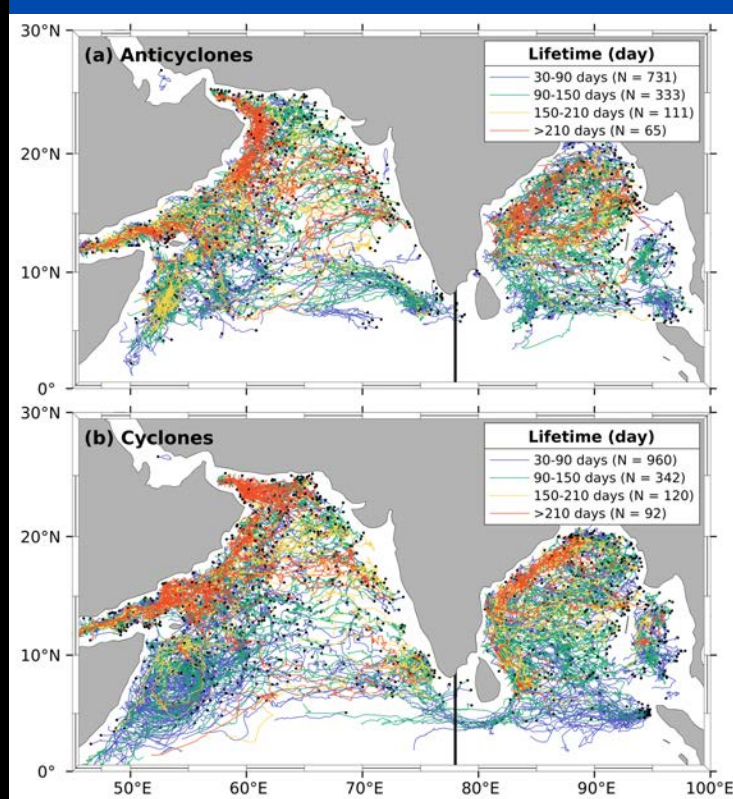 30°N
(a) Anticyclones
Lifetime (day)
30-90 days (N = 731)
90-150 days (N = 333)
150-210 days (N = 111)
>210 days (N = 65)
20°N
10°N
0°
30°N
(b) Cyclones
Lifetime (day)
30-90 days (N = 960)
90-150 days (N = 342)
150-210 days (N = 120)
>210 days (N = 92)
20°N
10°N
0°
50°E 60°E 70°E 80°E 90°E 100°E